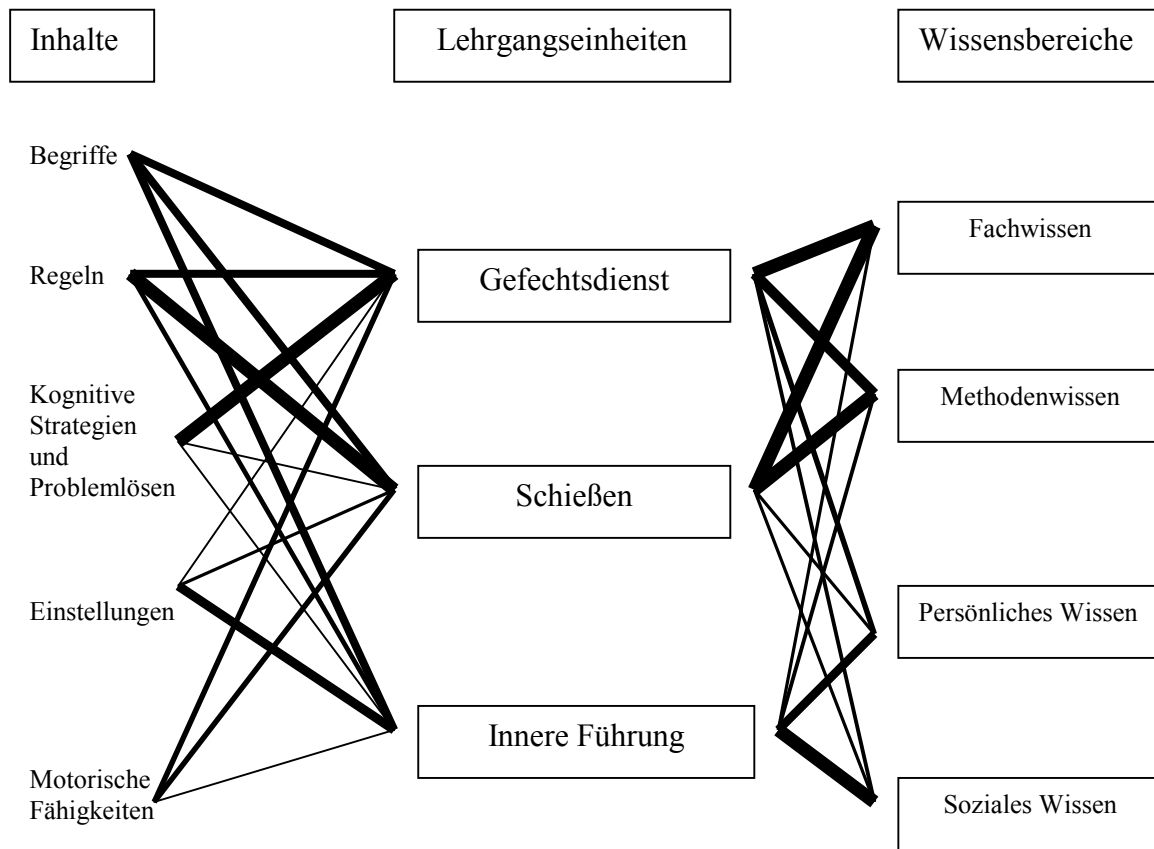 Inhalte
Lehrgangseinheiten
Wissensbereiche
Begriffe
Regeln
Kognitive
Strategien
und
Problemlösen
Einstellungen
Motorische
Fähigkeiten
Gefechtsdienst
Schießen
Innere Führung
Fachwissen
Methodenwissen
Persönliches Wissen
Soziales Wissen